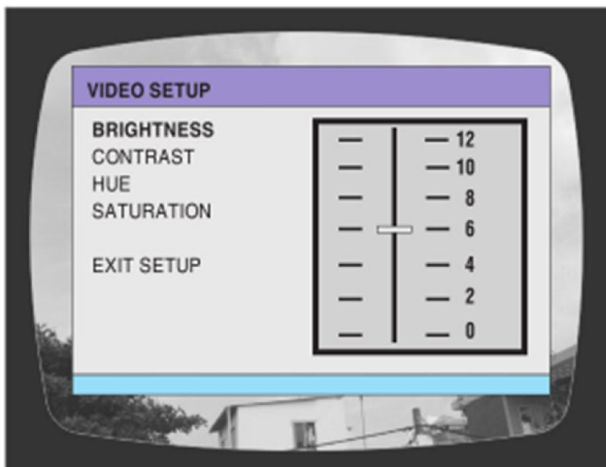 VIDEO SETUP
BRIGHTNESS
CONTRAST
HUE
SATURATION
EXIT SETUP
12
10
8
6
4
2
0